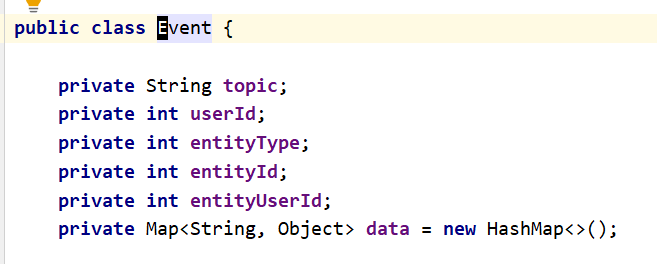 public class Event {
private String topic;
private int userId;
private int entityType;
private int entityId;
private int entityUserId;
private Map<String, Object> data = new HashMap<>();